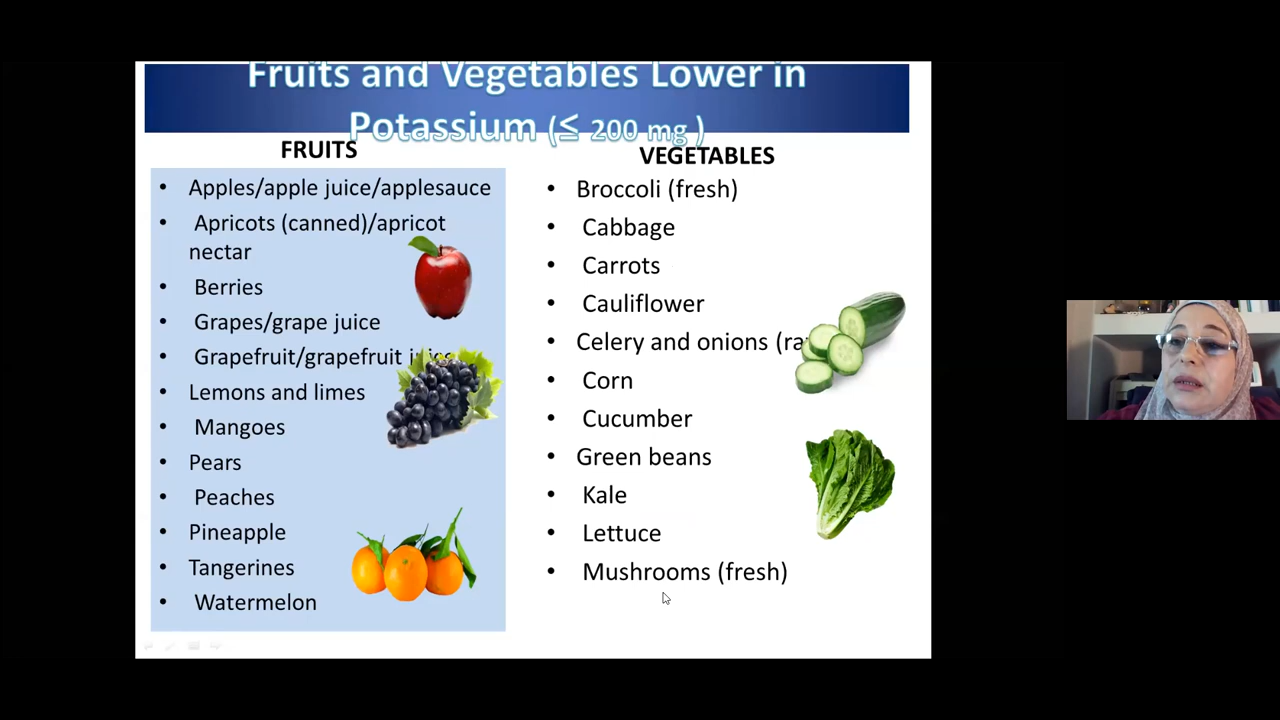 Fruits and Vegetables Lower in
Potassium (≤ 200 mg )
FRUITS
• Apples/apple juice/applesauce
• Apricots (canned)/apricot
nectar
• Berries
• Grapes/grape juice
• Grapefruit/grapefruit juice
• Lemons and limes
• Mangoes
• Pears
• Peaches
• Pineapple
• Tangerines
• Watermelon
VEGETABLES
• Broccoli (fresh)
• Cabbage
• Carrots
• Cauliflower
• Celery and onions
• Corn
• Cucumber
• Green beans
• Kale
• Lettuce
• Mushrooms (fresh)